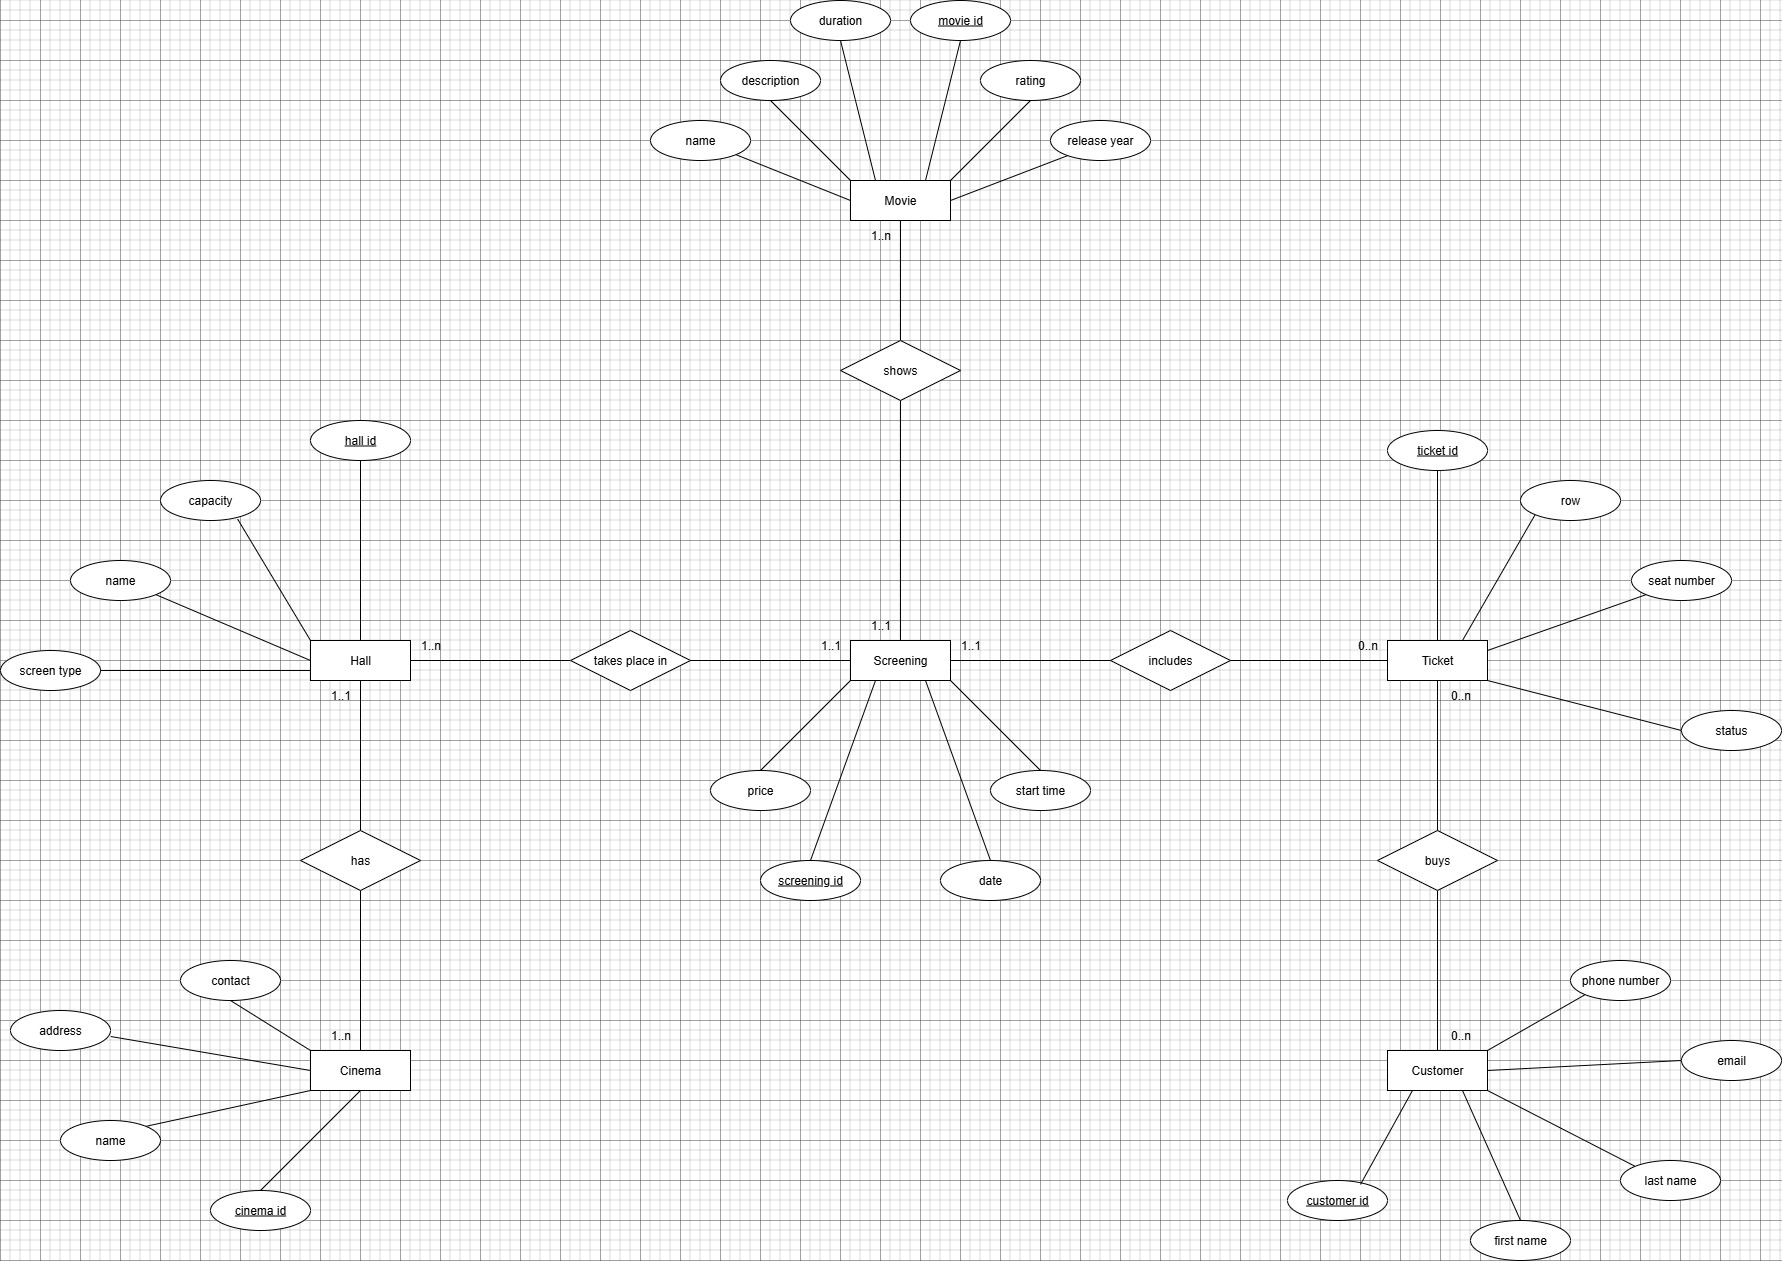 duration
movie id
description
rating
name
release year
Movie
1..n
shows
hall id
ticket id
capacity
row
name
seat number
1..1
screen type
Hall
1..n
takes place in
1..1
Screening
1..1
includes
0..n
Ticket
1..1
0..n
status
price
start time
has
buys
screening id
date
contact
phone number
address
1..n
0..n
email
Cinema
Customer
name
last name
customer id
cinema id
first name